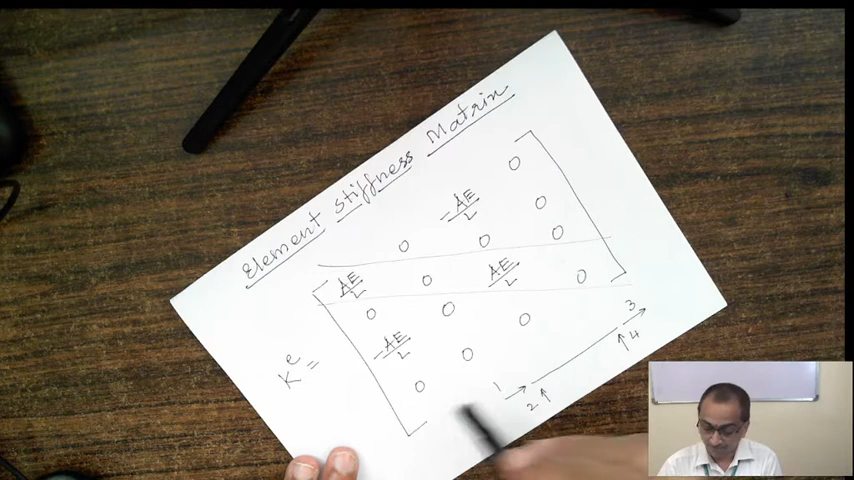 Element stiffness Matrix
AE/L 0 -AE/L 0
0 0 0 0
K^e = -AE/L 0 AE/L 0
0 0 0 0
1 → 3 →
2 ↑ ↑ 4